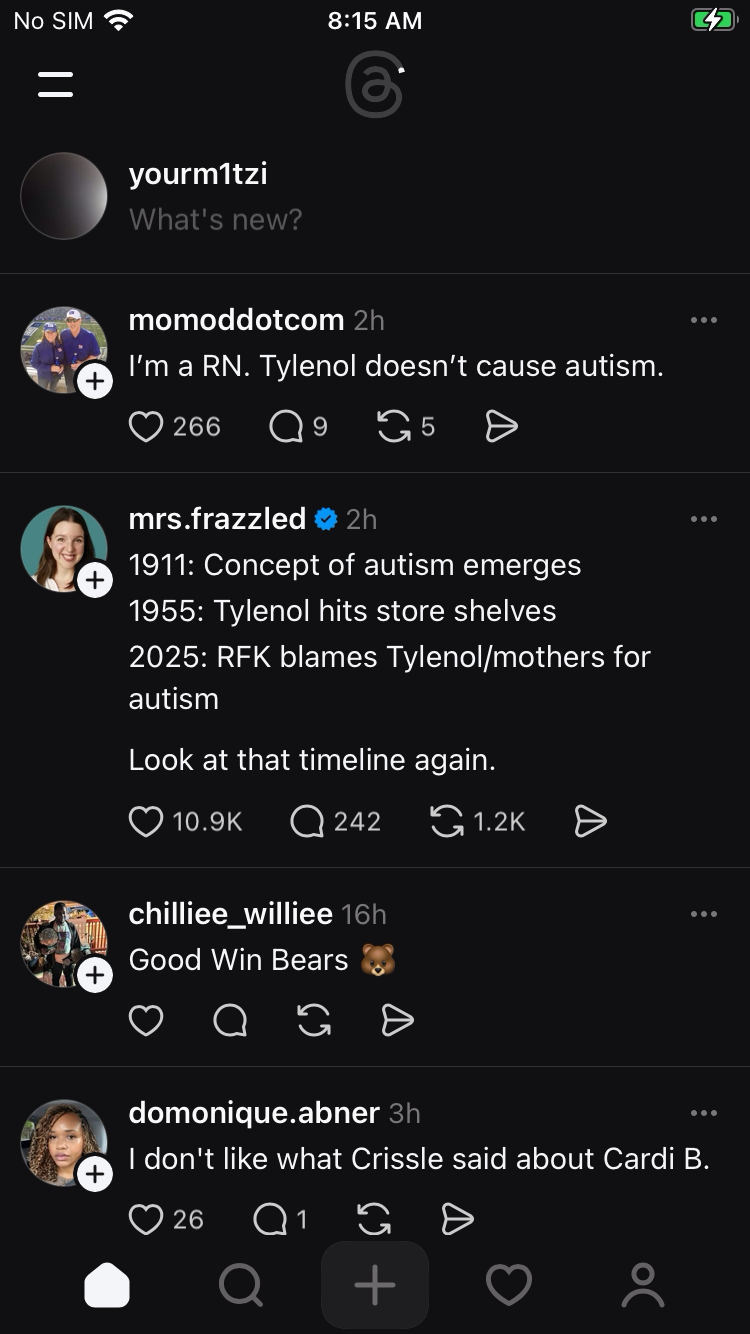 No SIM 8:15 AM
yourm1tzi
What's new?
momoddotcom 2h
I’m a RN. Tylenol doesn’t cause autism.
266 9 5
mrs.frazzled 2h
1911: Concept of autism emerges
1955: Tylenol hits store shelves
2025: RFK blames Tylenol/mothers for
autism
Look at that timeline again.
10.9K 242 1.2K
chilliee_williee 16h
Good Win Bears 🐻
domonique.abner 3h
I don't like what Crissle said about Cardi B.
26 1